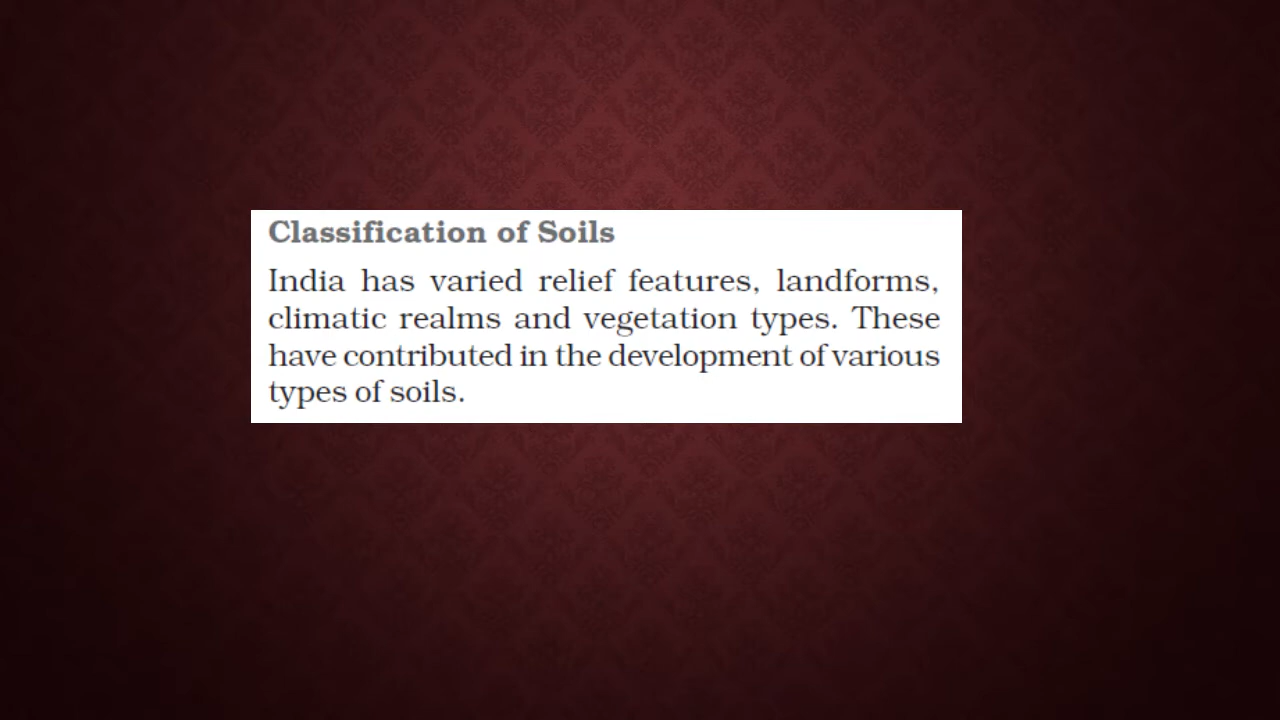 Classification of Soils
India has varied relief features, landforms,
climatic realms and vegetation types. These
have contributed in the development of various
types of soils.